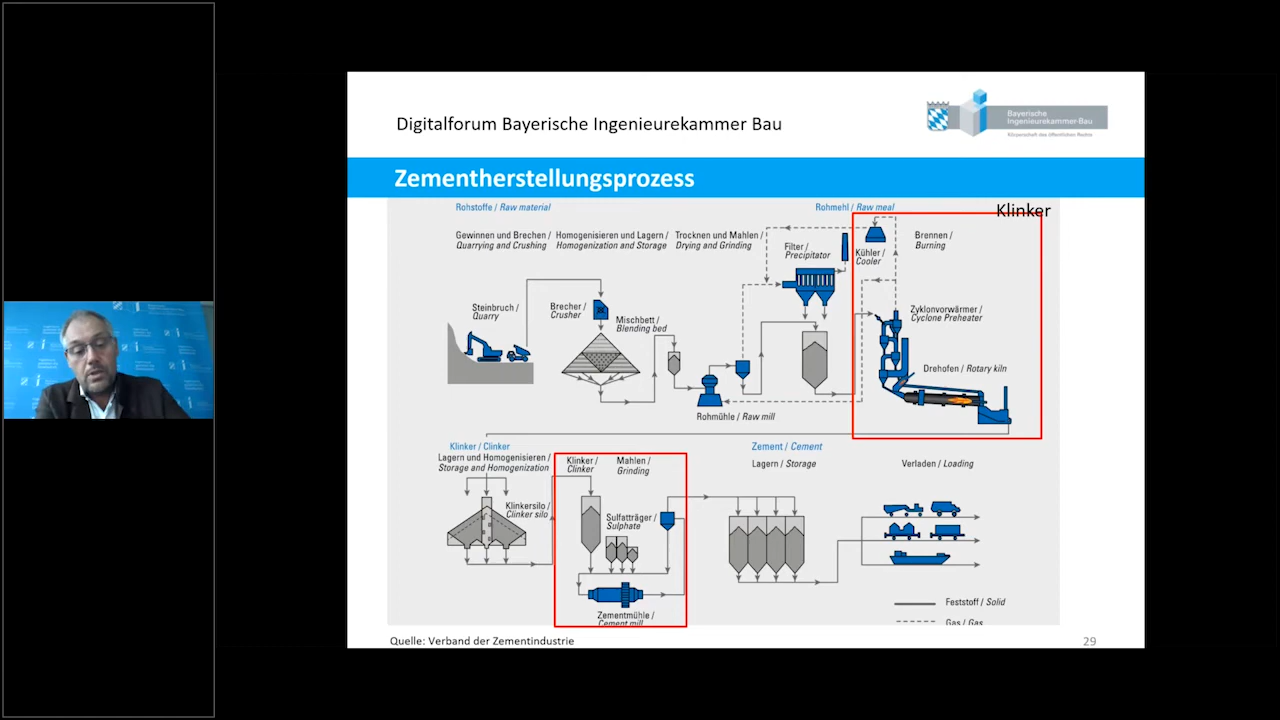 Digitalforum Bayerische Ingenieurekammer Bau
Bayerische
Ingenieurekammer-Bau
Körperschaft des öffentlichen Rechts
Zementherstellungsprozess
Rohstoffe / Raw material
Rohmehl / Raw meal
Klinker
Gewinnen und Brechen /
Quarrying and Crushing
Homogenisieren und Lagern /
Homogenization and Storage
Trocknen und Mahlen /
Drying and Grinding
Filter /
Precipitator
Kühler /
Cooler
Brennen /
Burning
Steinbruch /
Quarry
Brecher /
Crusher
Mischbett /
Blending bed
Zyklonvorwärmer /
Cyclone Preheater
Drehofen / Rotary kiln
Rohmühle / Raw mill
Klinker / Clinker
Lagern und Homogenisieren /
Storage and Homogenization
Klinker /
Clinker
Mahlen /
Grinding
Zement / Cement
Lagern / Storage
Verladen / Loading
Klinkersilo /
Clinker silo
Sulfatträger /
Sulphate
Zementmühle /
Cement mill
Feststoff / Solid
Gas / Gas
Quelle: Verband der Zementindustrie
29